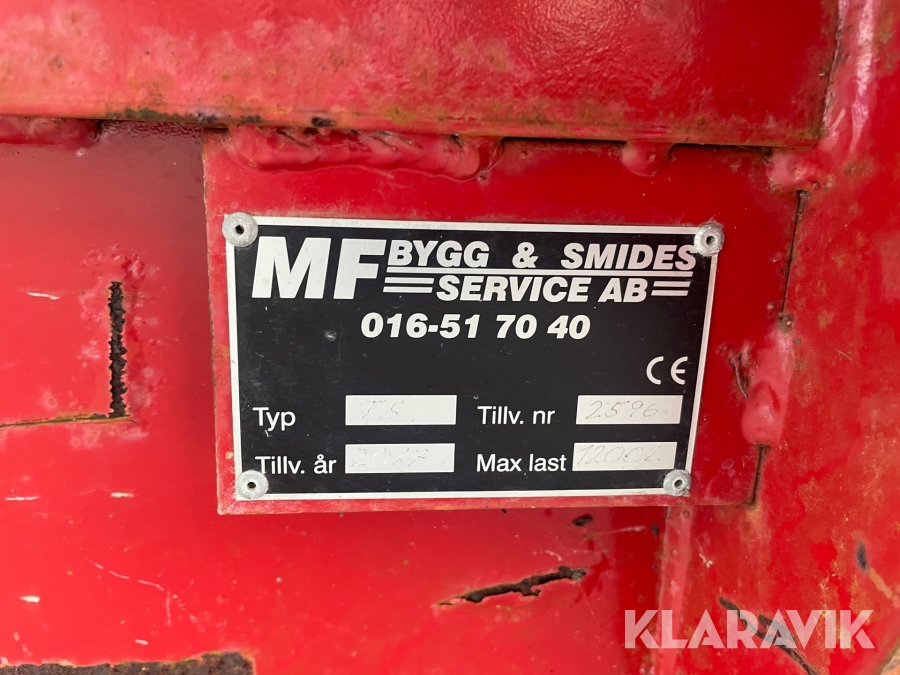 MF BYGG & SMIDES
SERVICE AB
016-51 70 40
CE
Typ TS Tillv. nr 2596
Tillv. år Max last
KLARAVIK